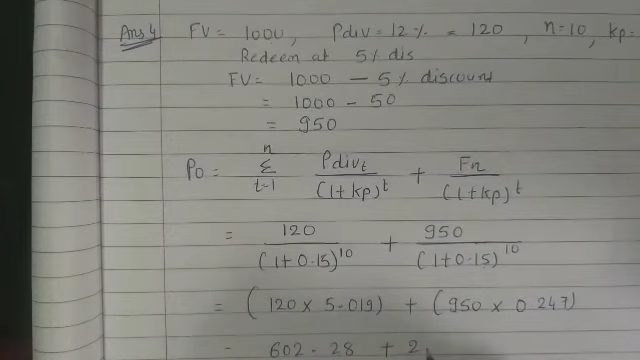 Ans 4 FV = 1000, Pdiv = 12% = 120, n=10, kp=
Redeem at 5% dis
FV = 1000 - 5% discount
= 1000 - 50
= 950
P0 = n Σ t=1 Pdivt / (1+kp)^t + Fn / (1+kp)^t
= 120 / (1+0.15)^10 + 950 / (1+0.15)^10
= (120 × 5.019) + (950 × 0.247)
= 602.28 + 2